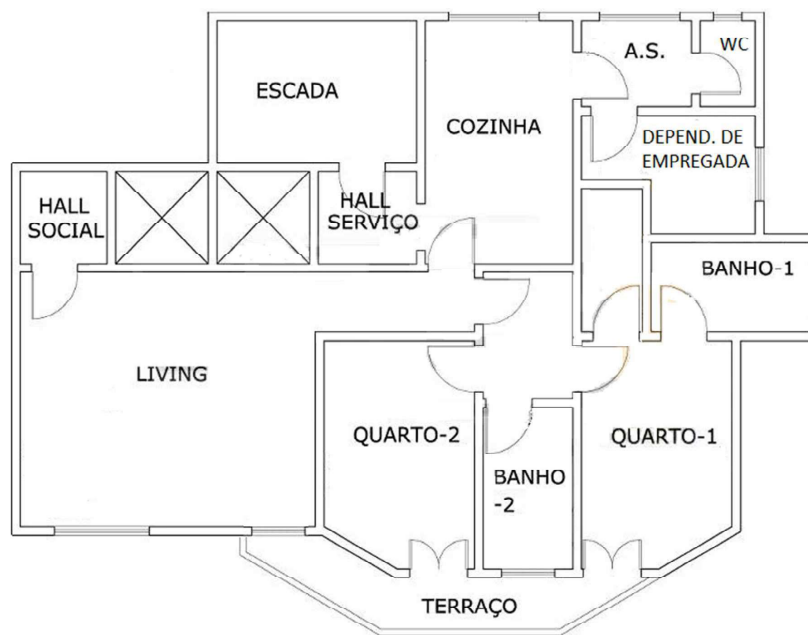 A.S.
WC
ESCADA
COZINHA
DEPEND. DE
EMPREGADA
HALL
SOCIAL
HALL
SERVIÇO
BANHO-1
LIVING
QUARTO-2
QUARTO-1
BANHO
-2
TERRAÇO